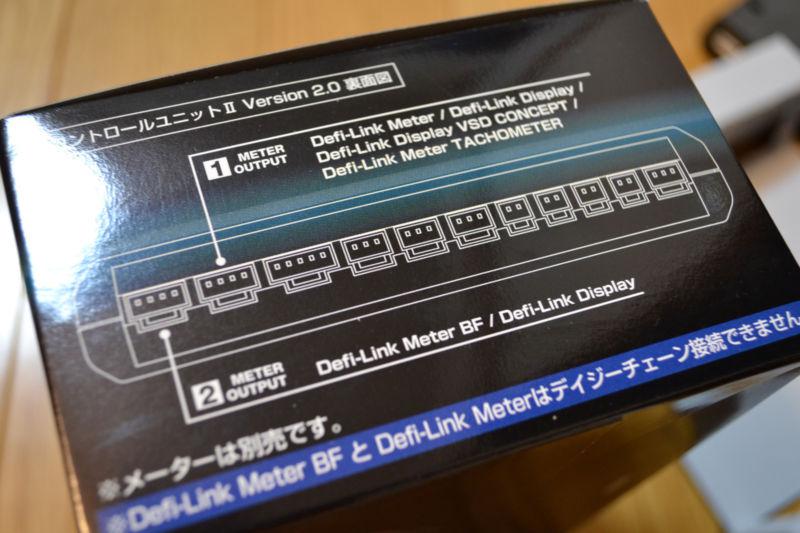 ントロールユニットⅡ Version 2.0 裏面図
1 METER OUTPUT
Defi-Link Meter / Defi-Link Display /
Defi-Link Display VSD CONCEPT /
Defi-Link Meter TACHOMETER
2 METER OUTPUT
Defi-Link Meter BF / Defi-Link Display
※メーターは別売です。
※Defi-Link Meter BF と Defi-Link Meterはデイジーチェーン接続できません